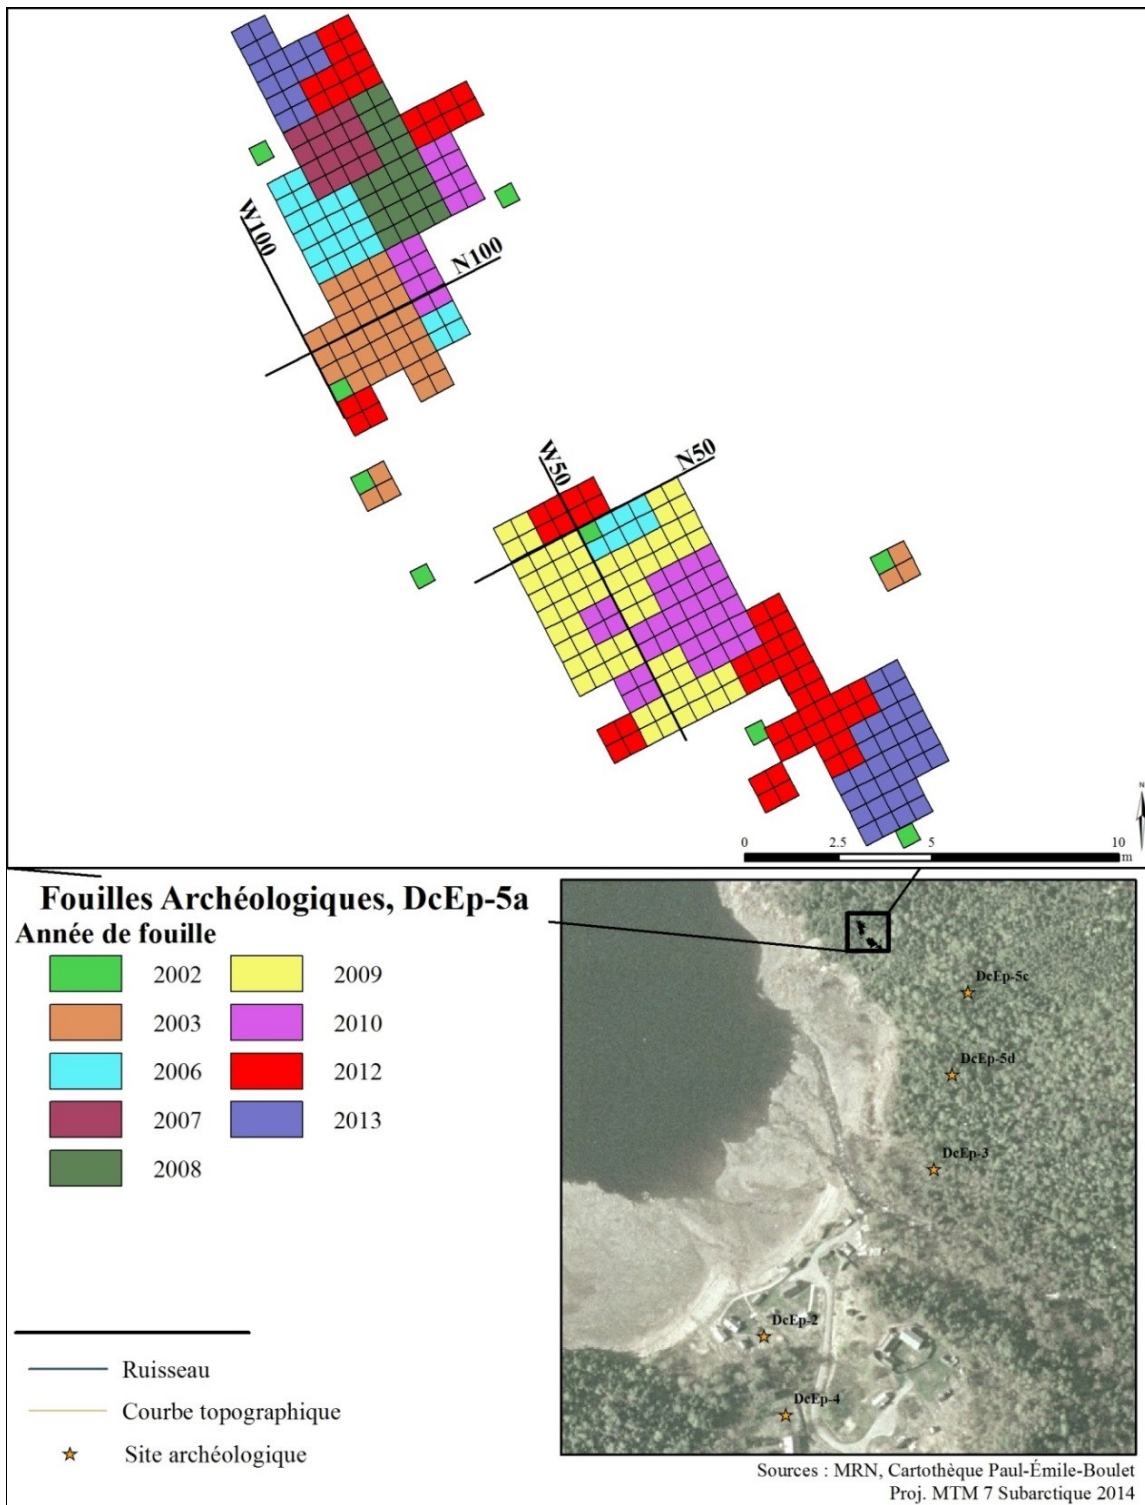 W100
N100
W50
N50
N
0 2.5 5 10
m
Fouilles Archéologiques, DcEp-5a
Année de fouille
2002 2009
2003 2010
2006 2012
2007 2013
2008
Ruisseau
Courbe topographique
Site archéologique
DcEp-5c
DcEp-5d
DcEp-3
DcEp-2
DcEp-4
Sources : MRN, Cartothèque Paul-Émile-Boulet
Proj. MTM 7 Subarctique 2014